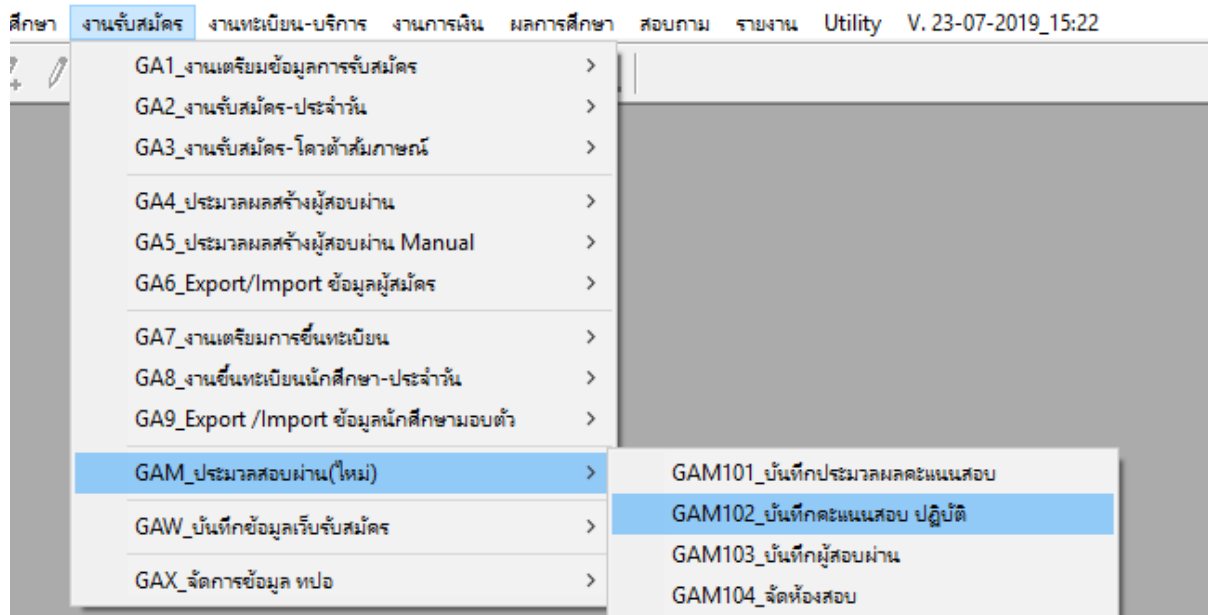 ศึกษา งานรับสมัคร งานทะเบียน-บริการ งานการเงิน ผลการศึกษา สอบถาม รายงาน Utility V. 23-07-2019_15:22
GA1_งานเตรียมข้อมูลการรับสมัคร
GA2_งานรับสมัคร-ประจำวัน
GA3_งานรับสมัคร-โควต้าสัมภาษณ์
GA4_ประมวลผลสร้างผู้สอบผ่าน
GA5_ประมวลผลสร้างผู้สอบผ่าน Manual
GA6_Export/Import ข้อมูลผู้สมัคร
GA7_งานเตรียมการขึ้นทะเบียน
GA8_งานขึ้นทะเบียนนักศึกษา-ประจำวัน
GA9_Export /Import ข้อมูลนักศึกษามอบตัว
GAM_ประมวลสอบผ่าน(ใหม่)
GAM101_บันทึกประมวลผลคะแนนสอบ
GAM102_บันทึกคะแนนสอบ ปฎิบัติ
GAW_บันทึกข้อมูลเว็บรับสมัคร
GAM103_บันทึกผู้สอบผ่าน
GAX_จัดการข้อมูล ทปอ
GAM104_จัดห้องสอบ